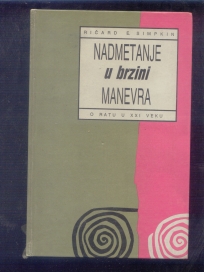 RIČARD E SIMPKIN
NADMETANJE
u brzini
MANEVRA
O RATU U XXI VEKU